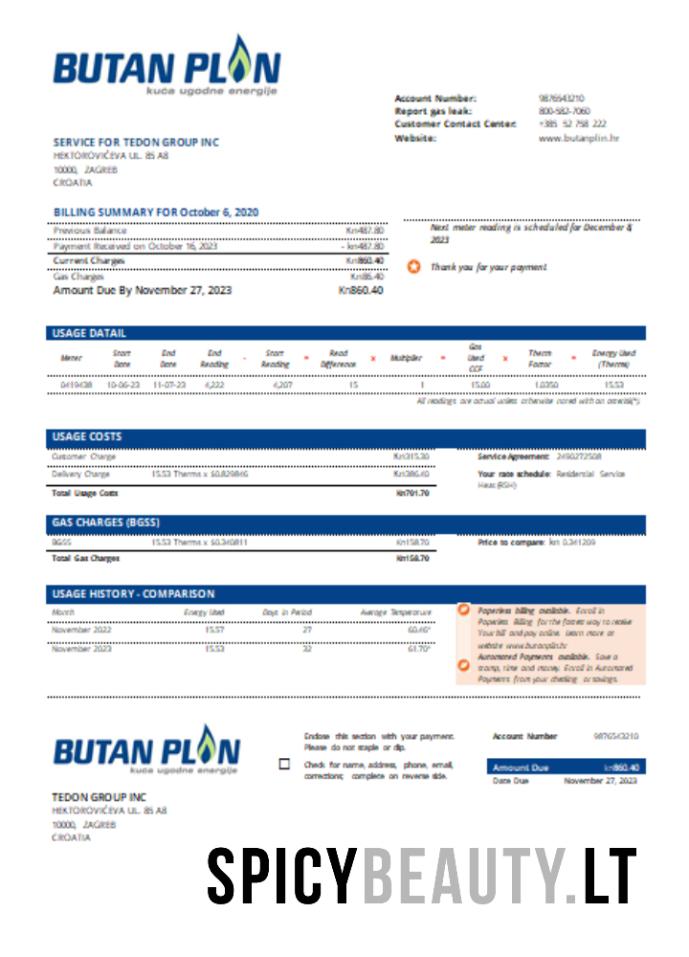 BUTAN PLIN
kuća ugodne energije
Account Number: 9876543210
Report gas leak: 800-582-7060
Customer Contact Center: +385 52 758 222
Website: www.butanplin.hr
SERVICE FOR TEDON GROUP INC
HEKTOROVIĆEVA UL. 85 A8
10000, ZAGREB
CROATIA
BILLING SUMMARY FOR October 6, 2020
Previous Balance Kn487.80
Payment Received on October 16, 2023 - kn487.80
Current Charges Kn860.40
Gas Charges Kn86.40
Amount Due By November 27, 2023 Kn860.40
Next meter reading is scheduled for December 8, 2023
Thank you for your payment
USAGE DATAIL
Meter Start Date End Date End Reading - Start Reading = Read Difference x Multiplier = Gas Used CCF x Therm Factor = Energy Used (Therms)
0419438 10-06-23 11-07-23 4,222 4,207 15 1 15.00 1.0350 15.53
All readings are actual unless otherwise noted with an asterisk(*)
USAGE COSTS
Customer Charge Kn315.30
Delivery Charge 15.53 Therms x $0.829846 Kn386.40
Total Usage Costs Kn701.70
Service Agreement: 2490272508
Your rate schedule: Residential Service
Heat (RSH)
GAS CHARGES (BGSS)
BGSS 15.53 Therms x $0.340811 Kn158.70
Total Gas Charges Kn158.70
Price to compare: kn 0.341209
USAGE HISTORY - COMPARISON
Month Energy Used Days in Period Average Temperature
November 2022 15.57 27 60.46°
November 2023 15.53 32 61.70°
Paperless billing available. Enroll in
Paperless Billing for the fastest way to receive
Your bill and pay online. Learn more at
website www.butanplin.hr
Automated Payments available. Save a
stamp, time and money. Enroll in Automated
Payments from your checking or savings.
BUTAN PLIN
kuća ugodne energije
Endose this section with your payment.
Please do not staple or clip.
Check for name, address, phone, email,
corrections; complete on reverse side.
Account Number 9876543210
Amount Due kn860.40
Date Due November 27, 2023
TEDON GROUP INC
HEKTOROVIĆEVA UL. 85 A8
10000, ZAGREB
CROATIA
SPICYBEAUTY.LT